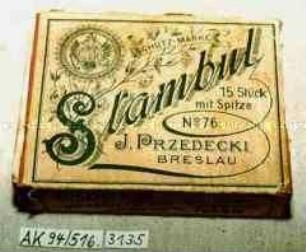 SCHUTZ-MARKE
Stambul
15 Stück
mit Spitze
No 76
J. PRZEDECKI
BRESLAU
AK 94/516. 3135